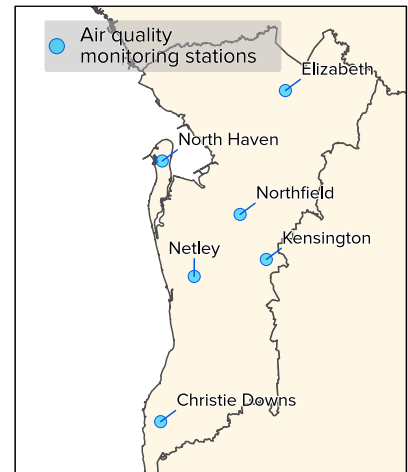 Air quality
monitoring stations
Elizabeth
North Haven
Northfield
Kensington
Netley
Christie Downs